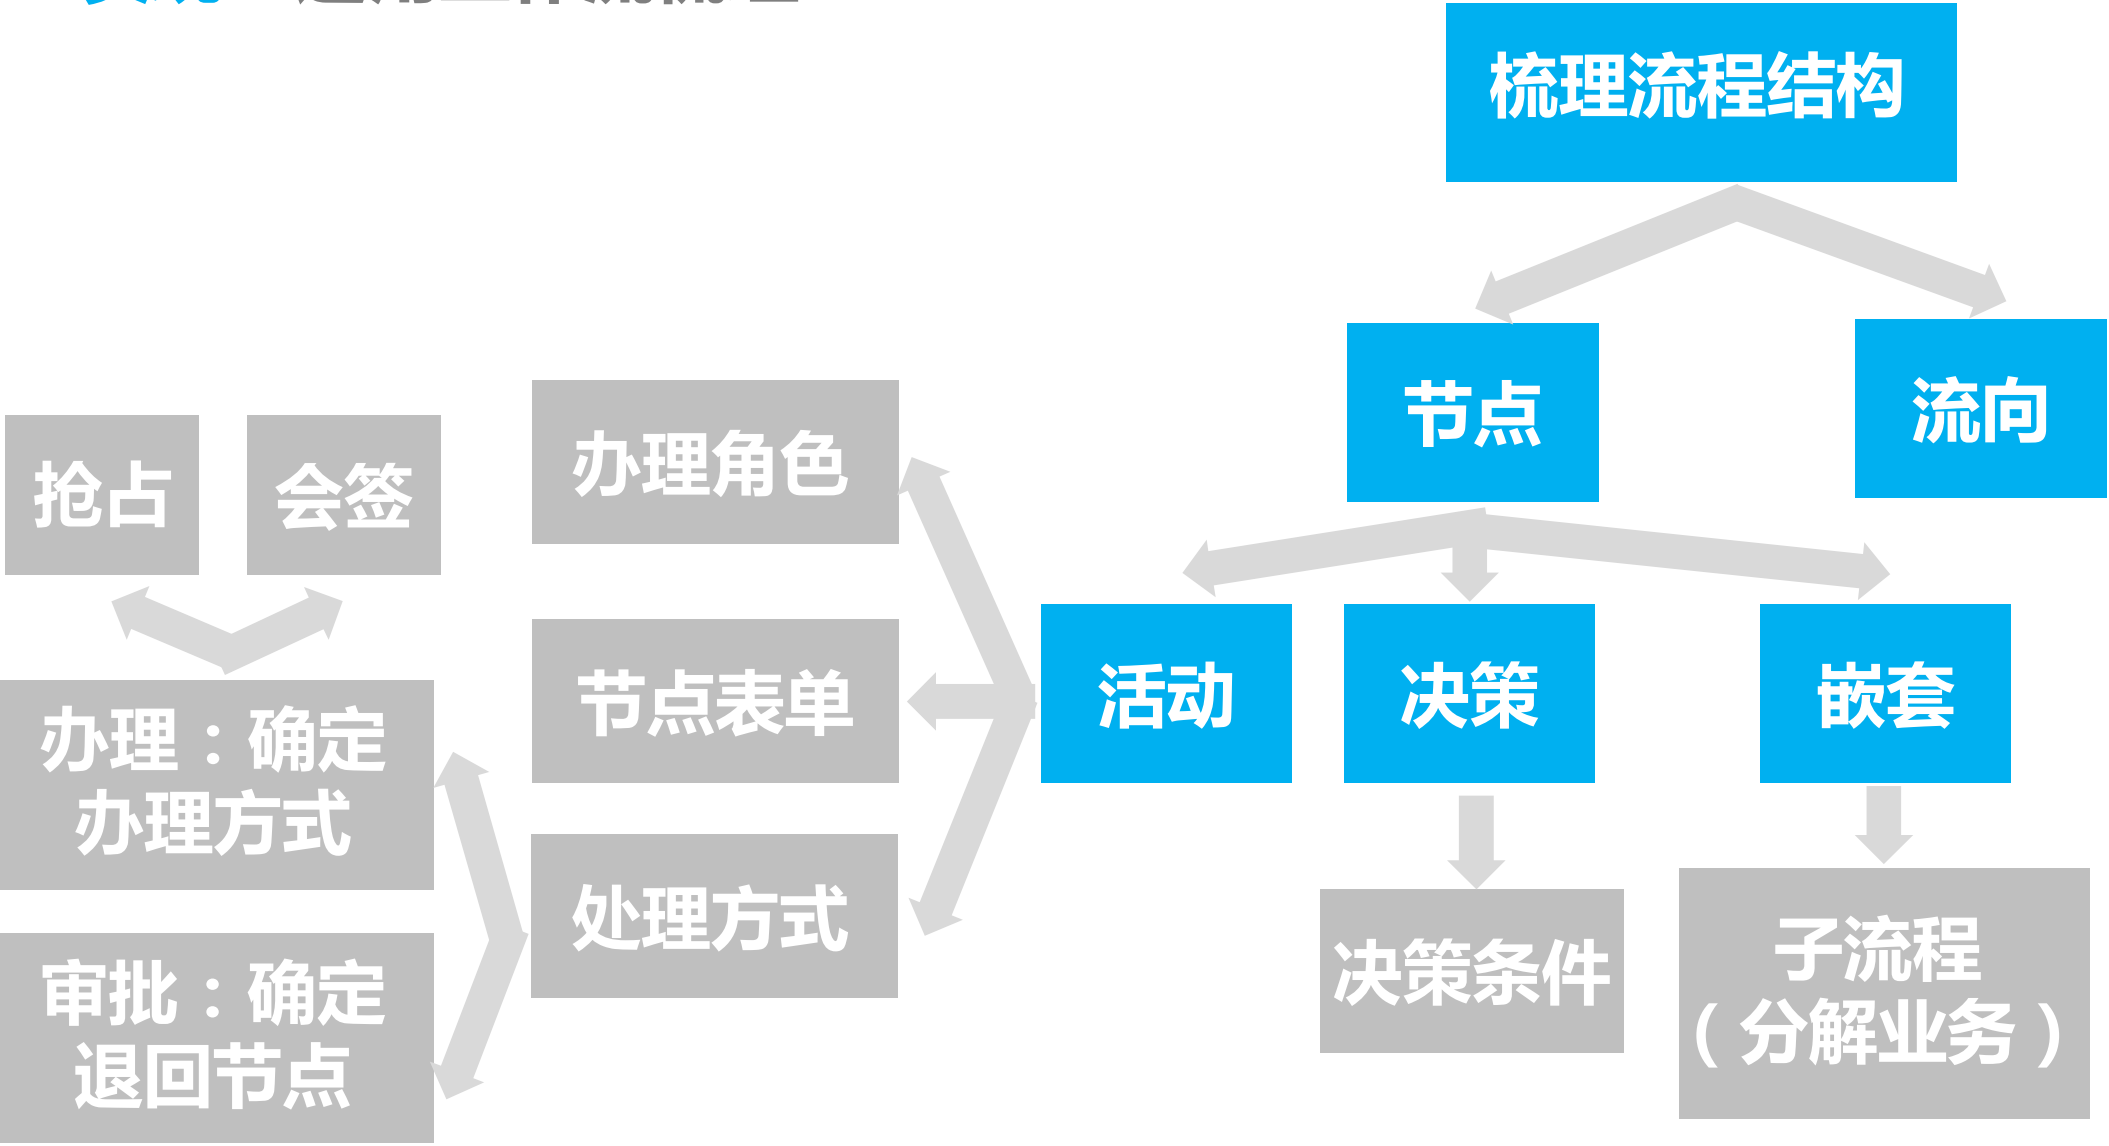 梳理流程结构
节点
流向
抢占
会签
办理角色
节点表单
活动
决策
嵌套
办理：确定
办理方式
处理方式
审批：确定
退回节点
决策条件
子流程
（分解业务）